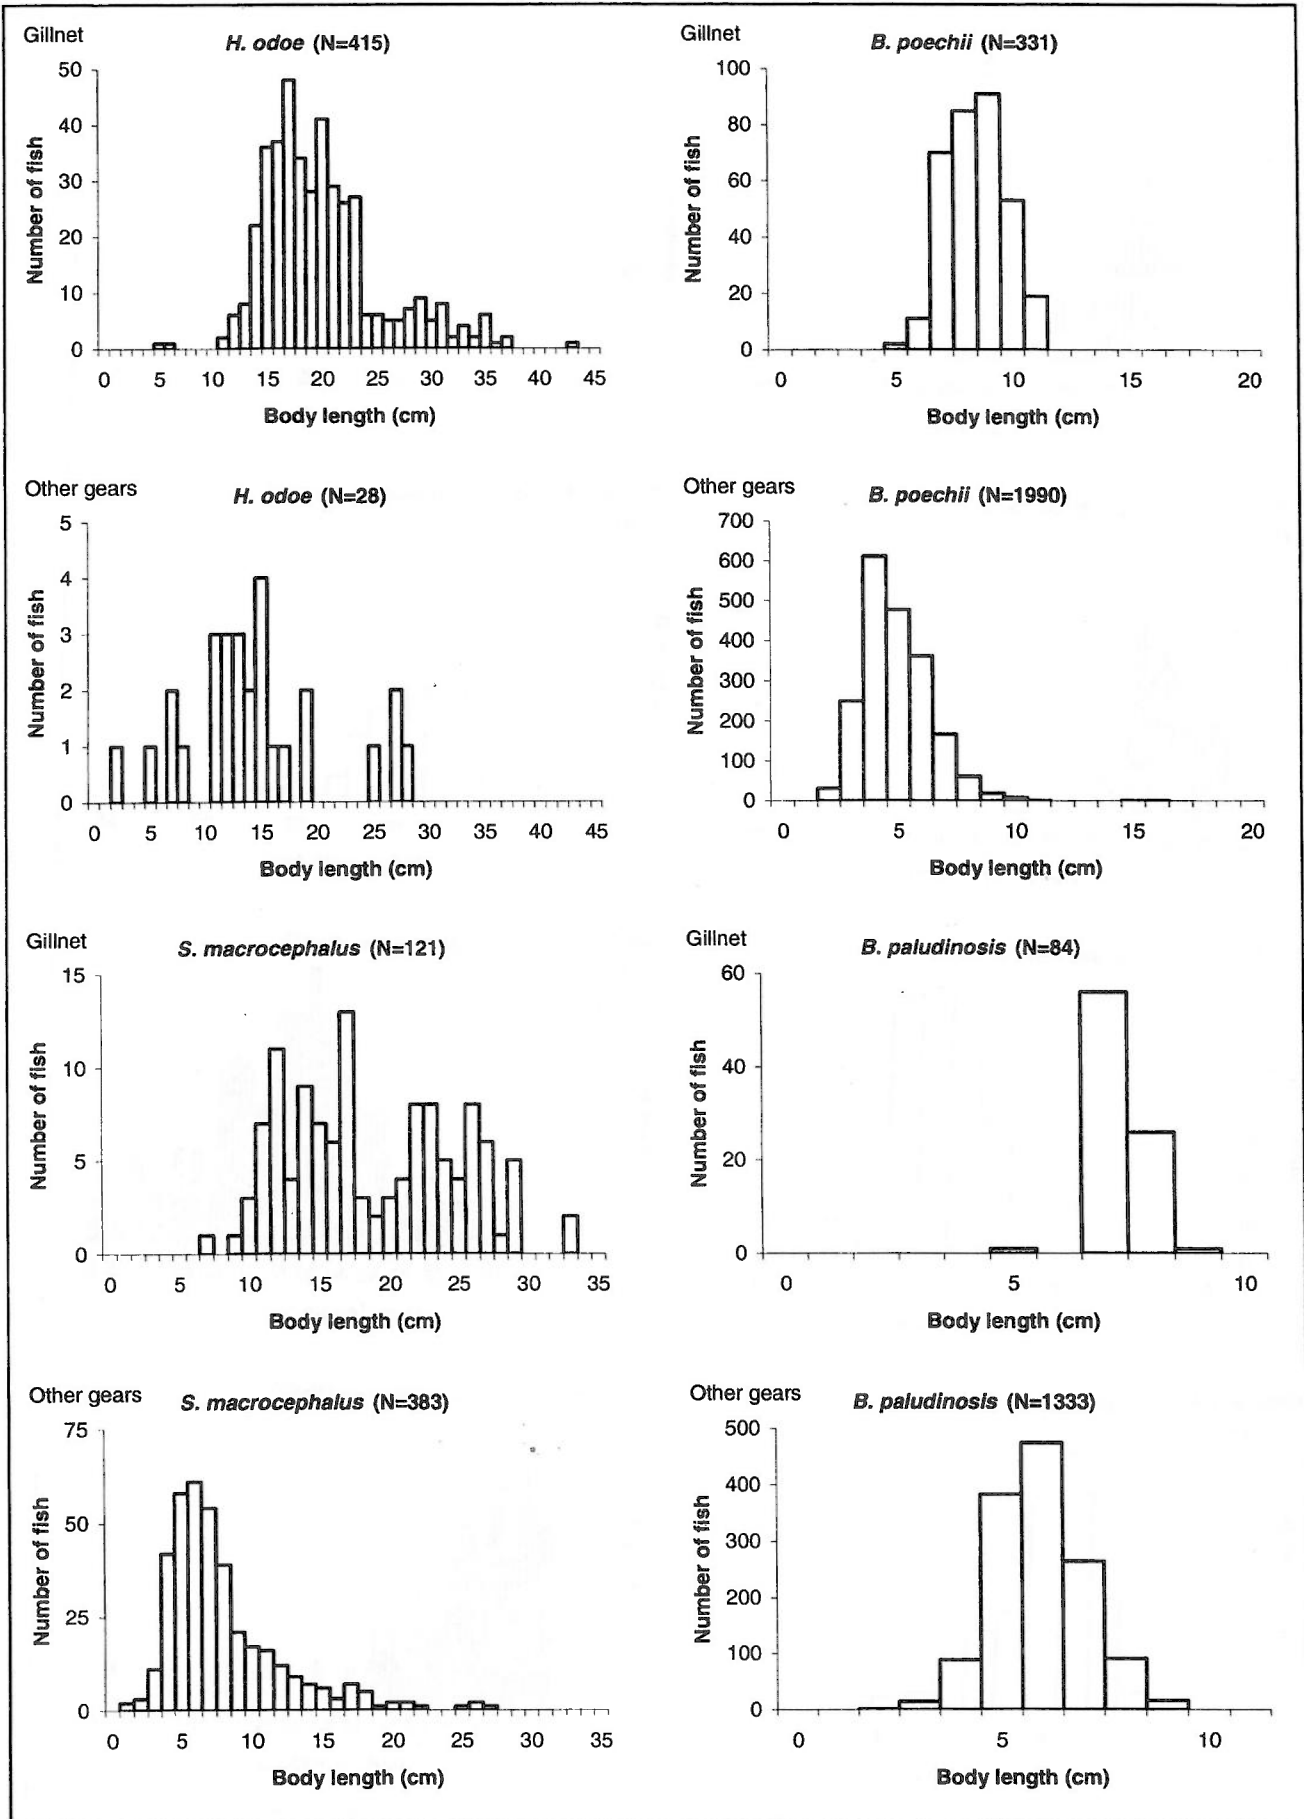 Gillnet
H. odoe (N=415)
50
40
30
20
10
0
Number of fish
0 5 10 15 20 25 30 35 40 45
Body length (cm)
Gillnet
B. poechii (N=331)
100
80
60
40
20
0
Number of fish
0 5 10 15 20
Body length (cm)
Other gears
H. odoe (N=28)
5
4
3
2
1
0
Number of fish
0 5 10 15 20 25 30 35 40 45
Body length (cm)
Other gears
B. poechii (N=1990)
700
600
500
400
300
200
100
0
Number of fish
0 5 10 15 20
Body length (cm)
Gillnet
S. macrocephalus (N=121)
15
10
5
0
Number of fish
0 5 10 15 20 25 30 35
Body length (cm)
Gillnet
B. paludinosis (N=84)
60
40
20
0
Number of fish
0 5 10
Body length (cm)
Other gears
S. macrocephalus (N=383)
75
50
25
0
Number of fish
0 5 10 15 20 25 30 35
Body length (cm)
Other gears
B. paludinosis (N=1333)
500
400
300
200
100
0
Number of fish
0 5 10
Body length (cm)